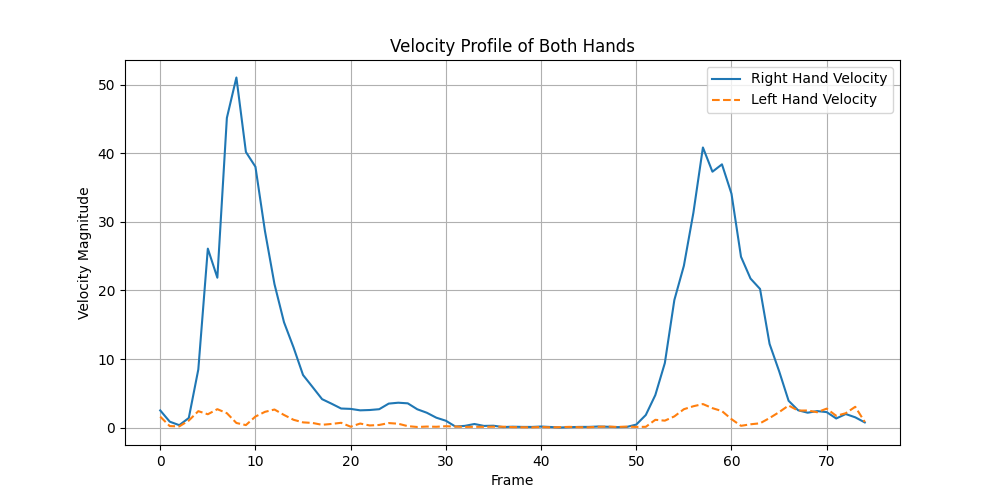 Velocity Profile of Both Hands
Right Hand Velocity
Left Hand Velocity
Velocity Magnitude
50
40
30
20
10
0
0 10 20 30 40 50 60 70
Frame